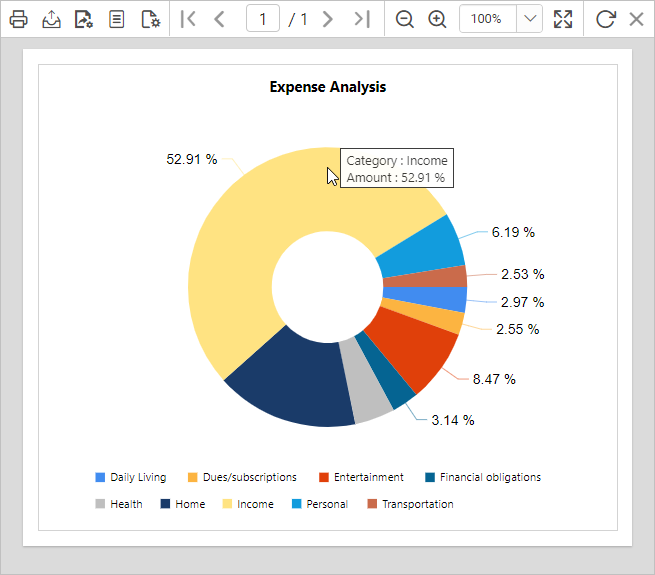 1 / 1 100%
Expense Analysis
52.91 %
Category : Income
Amount : 52.91 %
6.19 %
2.53 %
2.97 %
2.55 %
8.47 %
3.14 %
Daily Living Dues/subscriptions Entertainment Financial obligations
Health Home Income Personal Transportation